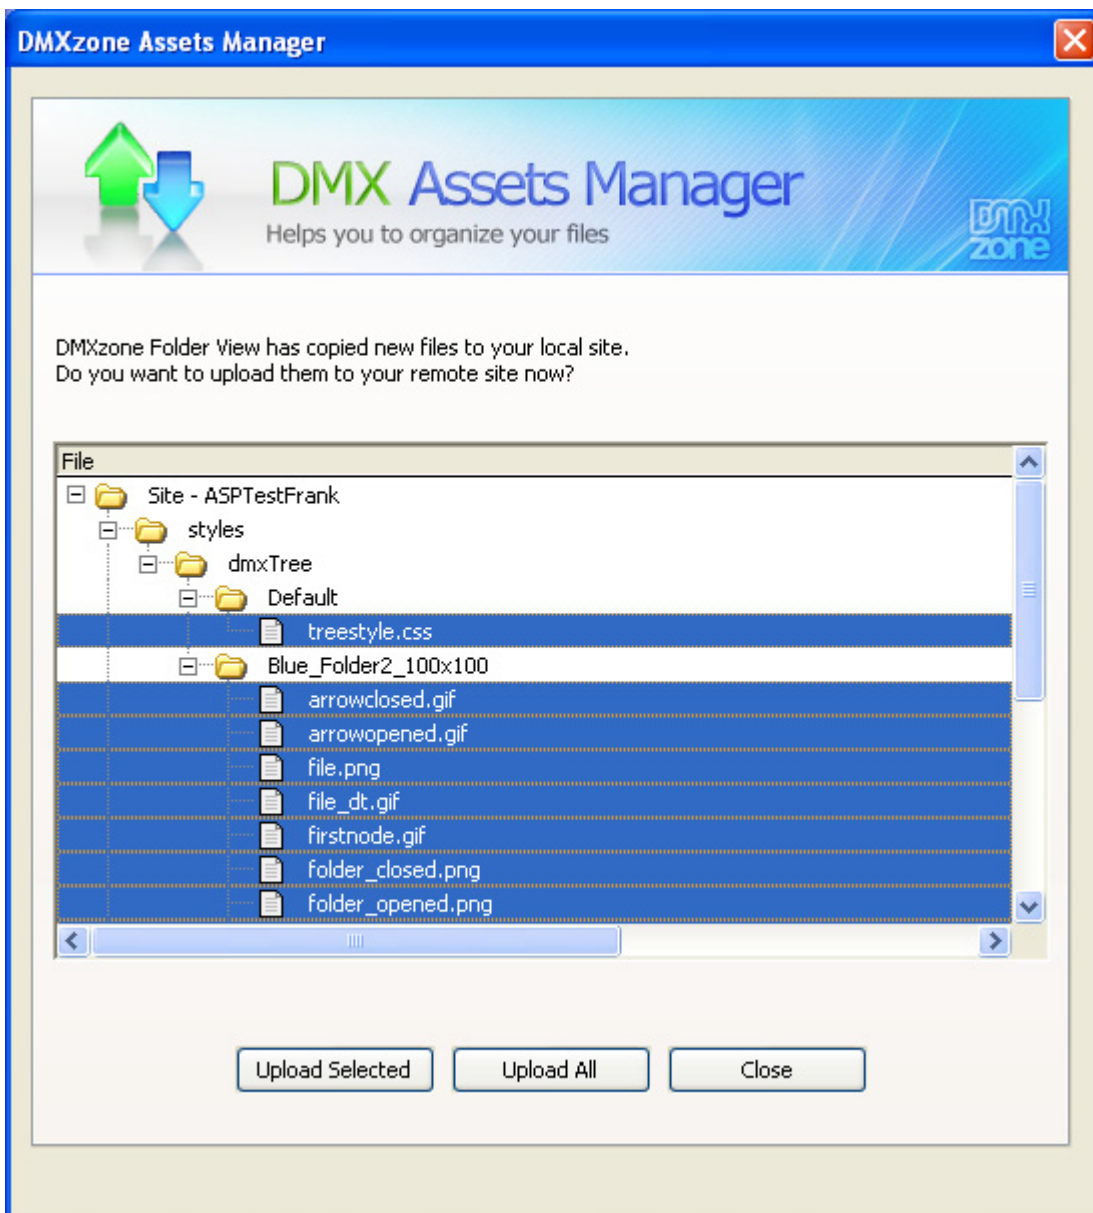 DMXzone Assets Manager
DMX Assets Manager
Helps you to organize your files
DMX
zone
DMXzone Folder View has copied new files to your local site.
Do you want to upload them to your remote site now?
File
Site - ASPTestFrank
styles
dmxTree
Default
treestyle.css
Blue_Folder2_100x100
arrowclosed.gif
arrowopened.gif
file.png
file_dt.gif
firstnode.gif
folder_closed.png
folder_opened.png
Upload Selected
Upload All
Close